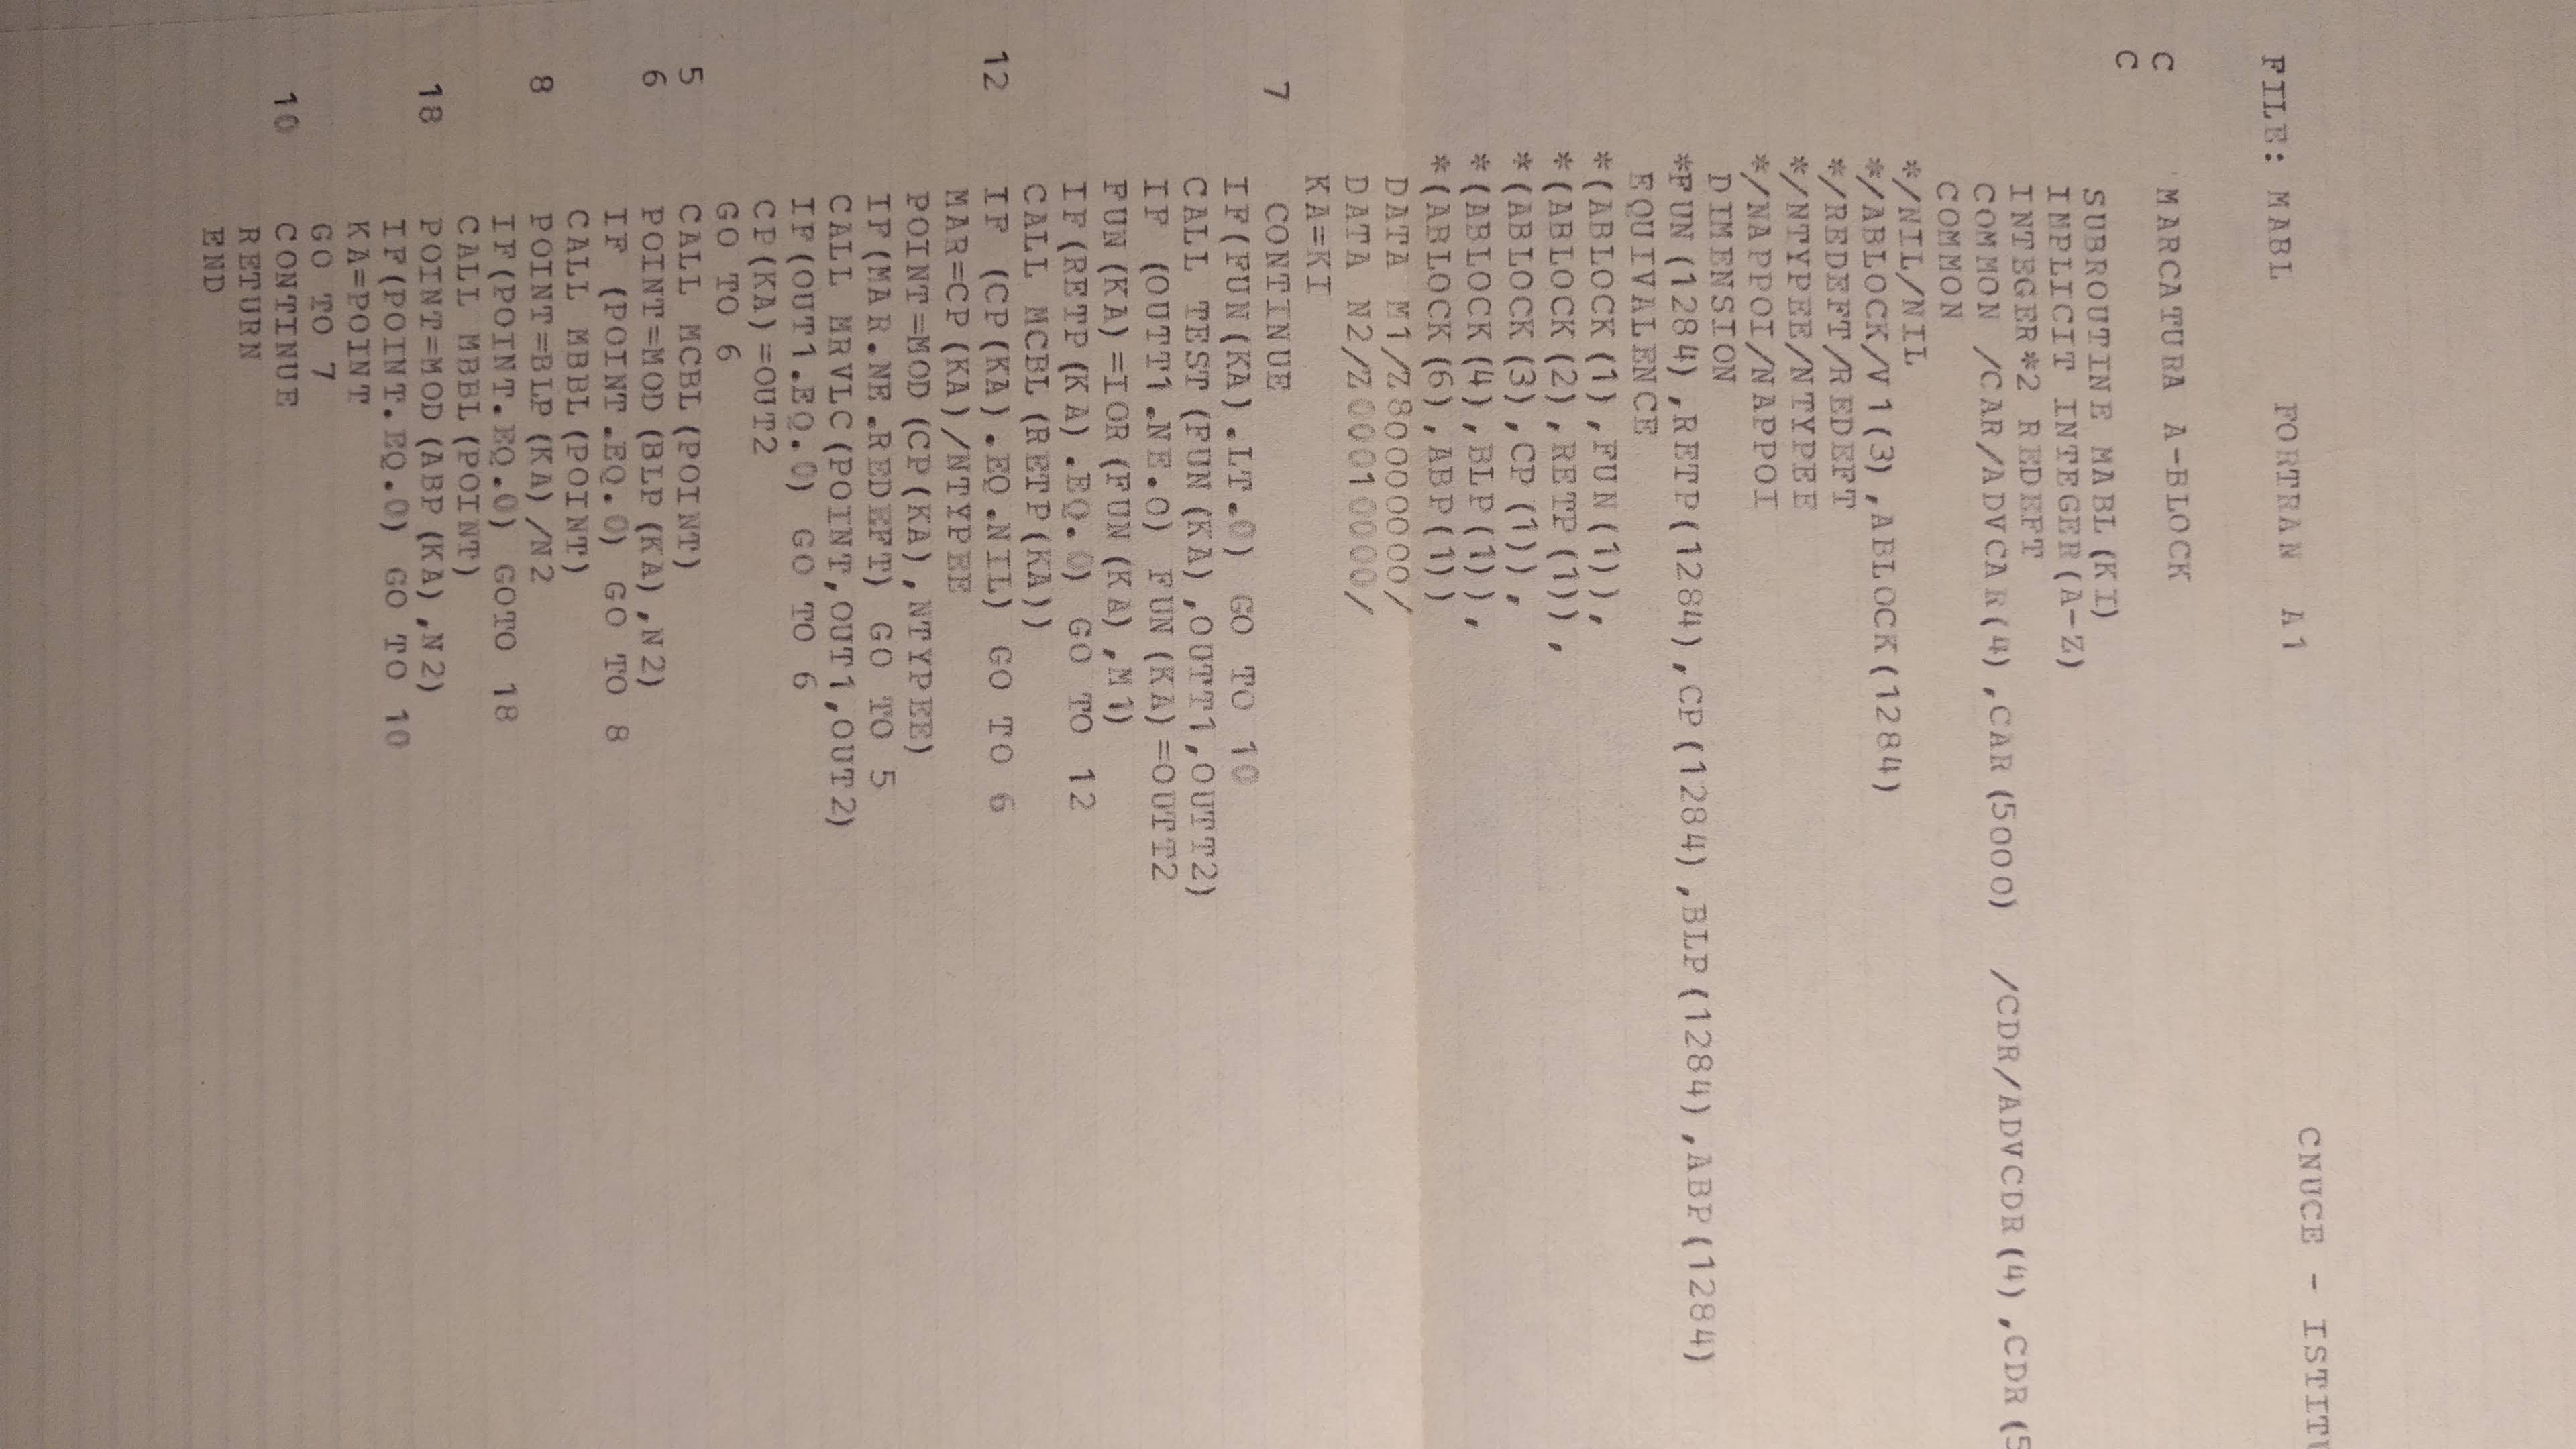 CNUCE - ISTITU
FILE: MABL FORTRAN A1
C MARCATURA A-BLOCK
C
SUBROUTINE MABL(KI)
IMPLICIT INTEGER(A-Z)
INTEGER*2 REDEFT
COMMON /CAR/ADVCAR(4),CAR(5000) /CDR/ADVCDR(4),CDR(5
COMMON
*/NIL/NIL
*/ABLOCK/V1(3),ABLOCK(1284)
*/REDEFT/REDEFT
*/NTYPEE/NTYPEE
*/NAPPOI/NAPPOI
DIMENSION
*FUN(1284),RETP(1284),CP(1284),BLP(1284),ABP(1284)
EQUIVALENCE
*(ABLOCK(1),FUN(1)),
*(ABLOCK(2),RETP(1)),
*(ABLOCK(3),CP(1)),
*(ABLOCK(4),BLP(1)),
*(ABLOCK(6),ABP(1))
DATA M1/Z80000000/
DATA N2/Z00010000/
KA=KI
7 CONTINUE
IF(FUN(KA).LT.0) GO TO 10
CALL TEST(FUN(KA),OUTT1,OUTT2)
IF (OUTT1.NE.0) FUN(KA)=OUTT2
FUN(KA)=IOR(FUN(KA),M1)
IF(RETP(KA).EQ.0) GO TO 12
CALL MCBL(RETP(KA))
12 IF (CP(KA).EQ.NIL) GO TO 6
MAR=CP(KA)/NTYPEE
POINT=MOD(CP(KA),NTYPEE)
IF(MAR.NE.REDEFT) GO TO 5
CALL MRVLC(POINT,OUT1,OUT2)
IF(OUT1.EQ.0) GO TO 6
CP(KA)=OUT2
GO TO 6
5 CALL MCBL(POINT)
6 POINT=MOD(BLP(KA),N2)
IF (POINT.EQ.0) GO TO 8
CALL MBBL(POINT)
8 POINT=BLP(KA)/N2
IF(POINT.EQ.0) GOTO 18
CALL MBBL(POINT)
18 POINT=MOD(ABP(KA),N2)
IF(POINT.EQ.0) GO TO 10
KA=POINT
GO TO 7
10 CONTINUE
RETURN
END